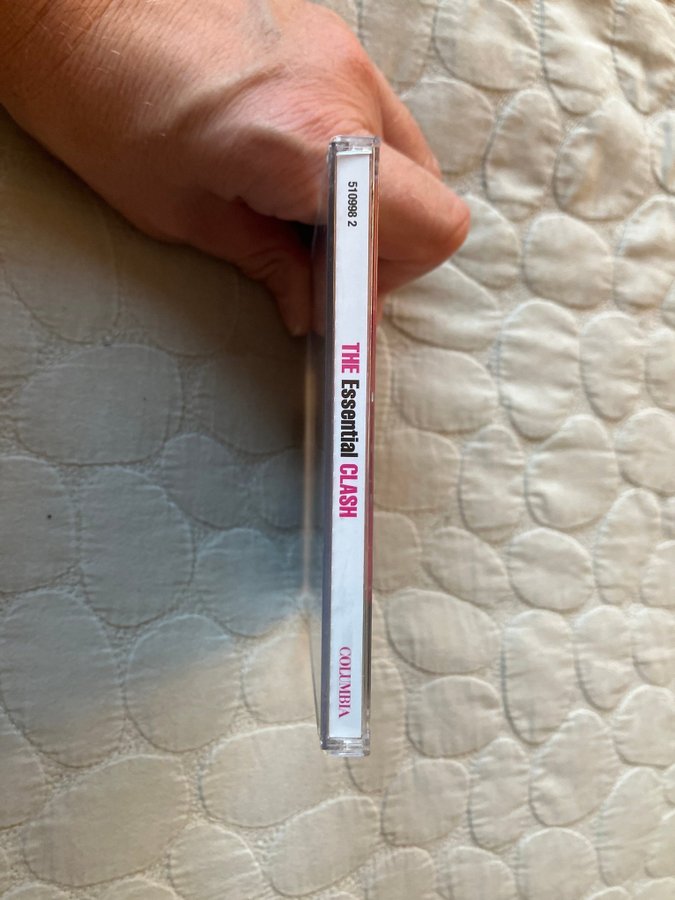 510998 2
THE Essential CLASH
COLUMBIA